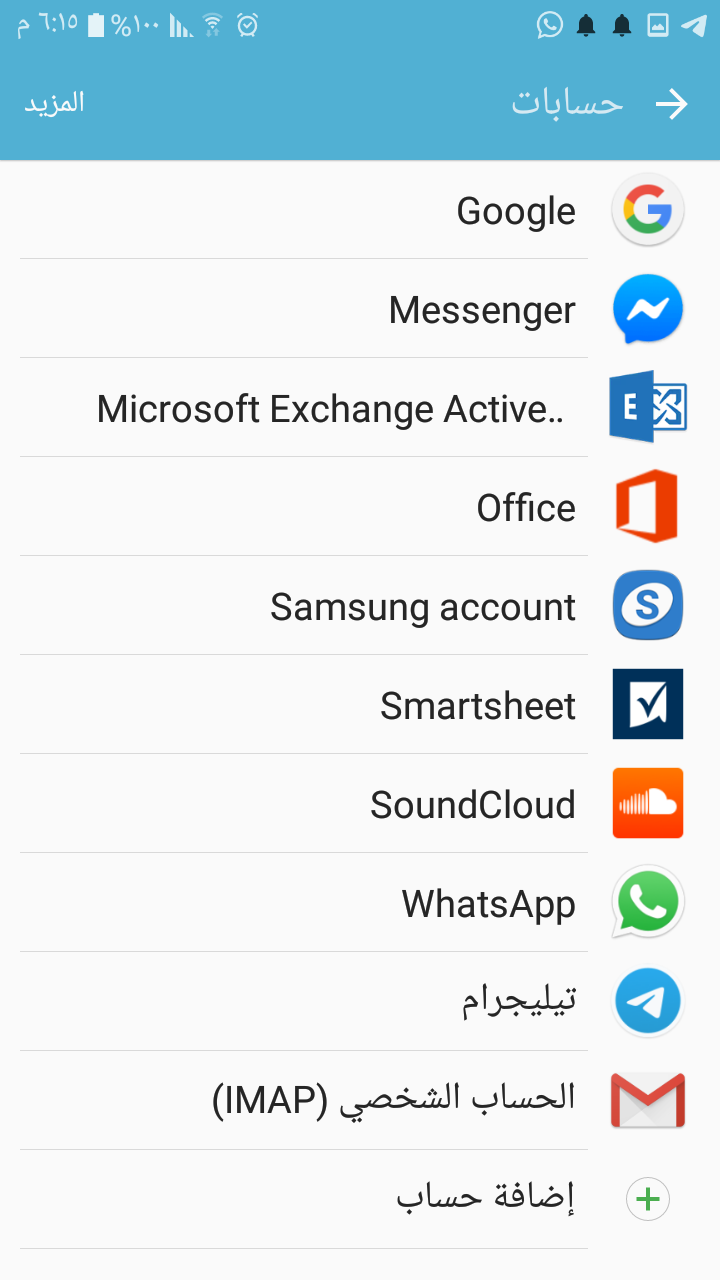 ٦:١٥ م
%١٠٠
حسابات
المزيد
Google
Messenger
Microsoft Exchange Active..
Office
Samsung account
Smartsheet
SoundCloud
WhatsApp
تيليجرام
الحساب الشخصي (IMAP)
إضافة حساب